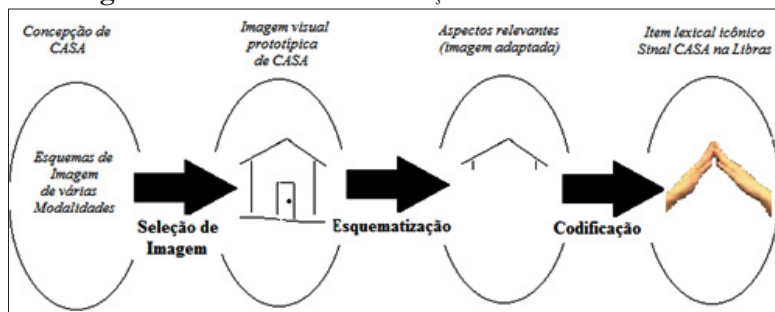 Concepção de
CASA
Imagem visual
prototípica
de CASA
Aspectos relevantes
(imagem adaptada)
Item lexical icônico
Sinal CASA na Libras
Esquemas de
Imagem
de várias
Modalidades
Seleção de
Imagem
Esquematização
Codificação